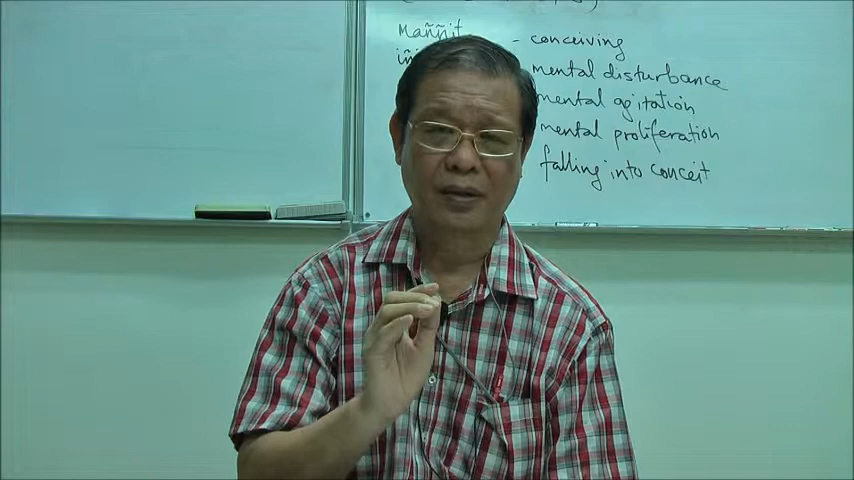 Maññit
- conceiving
mental disturbance
mental agitation
mental proliferation
falling into conceit